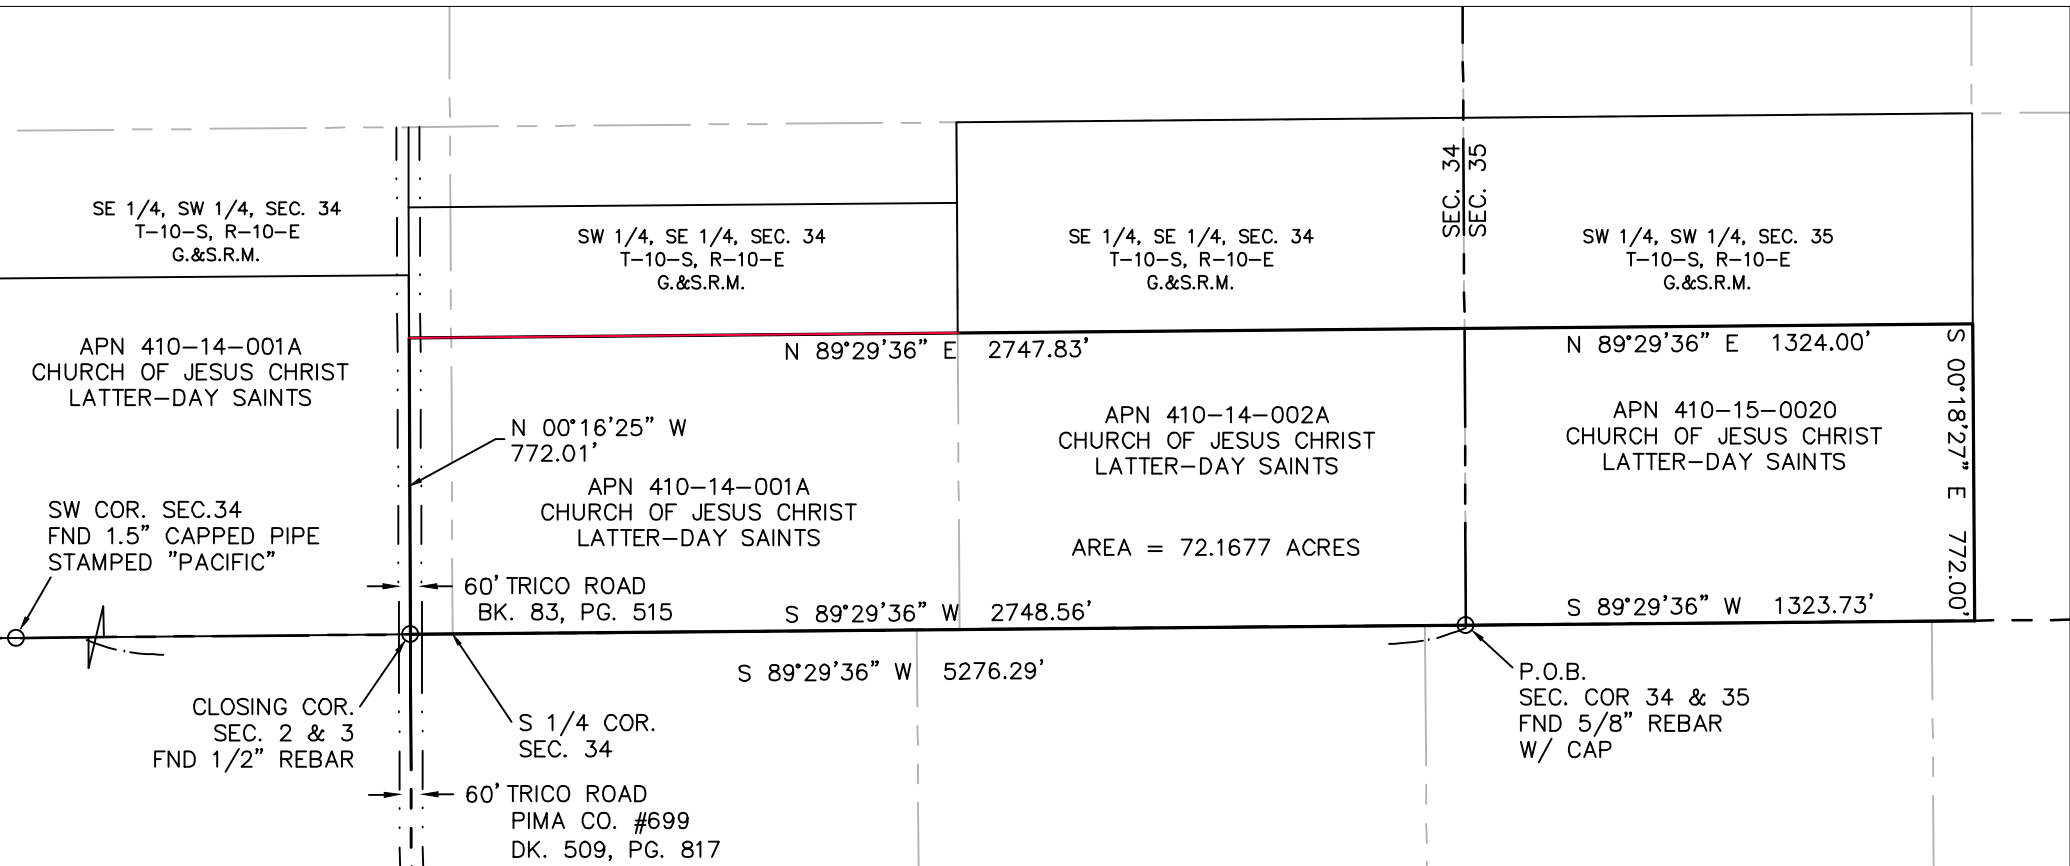 SEC. 34
SEC. 35
SE 1/4, SW 1/4, SEC. 34
T-10-S, R-10-E
G.&S.R.M.
SW 1/4, SE 1/4, SEC. 34
T-10-S, R-10-E
G.&S.R.M.
SE 1/4, SE 1/4, SEC. 34
T-10-S, R-10-E
G.&S.R.M.
SW 1/4, SW 1/4, SEC. 35
T-10-S, R-10-E
G.&S.R.M.
APN 410-14-001A
CHURCH OF JESUS CHRIST
LATTER-DAY SAINTS
N 89°29'36" E 2747.83'
N 89°29'36" E 1324.00'
S 00°18'27" E 772.00'
N 00°16'25" W
772.01'
APN 410-14-001A
CHURCH OF JESUS CHRIST
LATTER-DAY SAINTS
APN 410-14-002A
CHURCH OF JESUS CHRIST
LATTER-DAY SAINTS
AREA = 72.1677 ACRES
APN 410-15-0020
CHURCH OF JESUS CHRIST
LATTER-DAY SAINTS
SW COR. SEC.34
FND 1.5" CAPPED PIPE
STAMPED "PACIFIC"
60' TRICO ROAD
BK. 83, PG. 515
S 89°29'36" W 2748.56'
S 89°29'36" W 1323.73'
S 89°29'36" W 5276.29'
CLOSING COR.
SEC. 2 & 3
FND 1/2" REBAR
S 1/4 COR.
SEC. 34
P.O.B.
SEC. COR 34 & 35
FND 5/8" REBAR
W/ CAP
60' TRICO ROAD
PIMA CO. #699
DK. 509, PG. 817